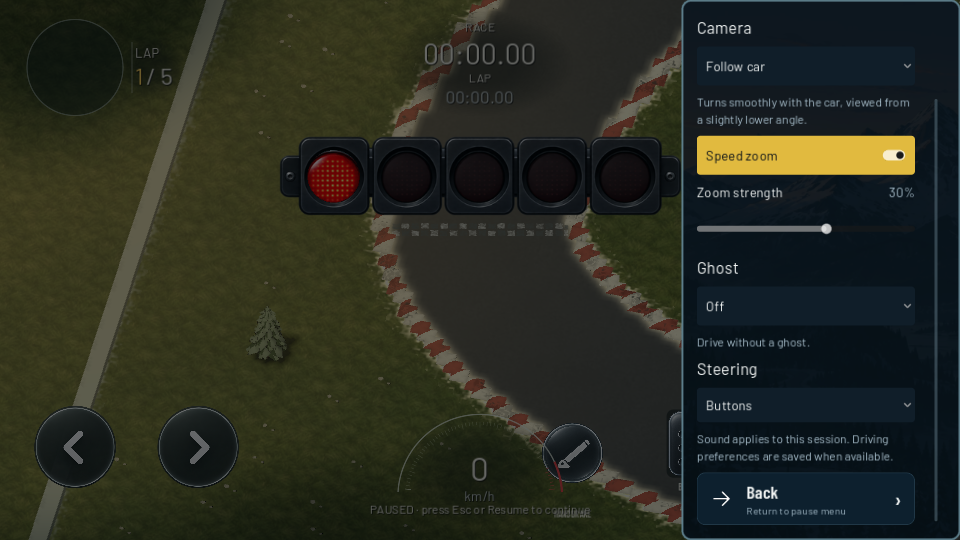 LAP
1 / 5
RACE
00:00.00
LAP
00:00.00
0
km/h
PAUSED · press Esc or Resume to continue
Camera
Follow car
Turns smoothly with the car, viewed from
a slightly lower angle.
Speed zoom
Zoom strength
30%
Ghost
Off
Drive without a ghost.
Steering
Buttons
Sound applies to this session. Driving
preferences are saved when available.
Back
Return to pause menu